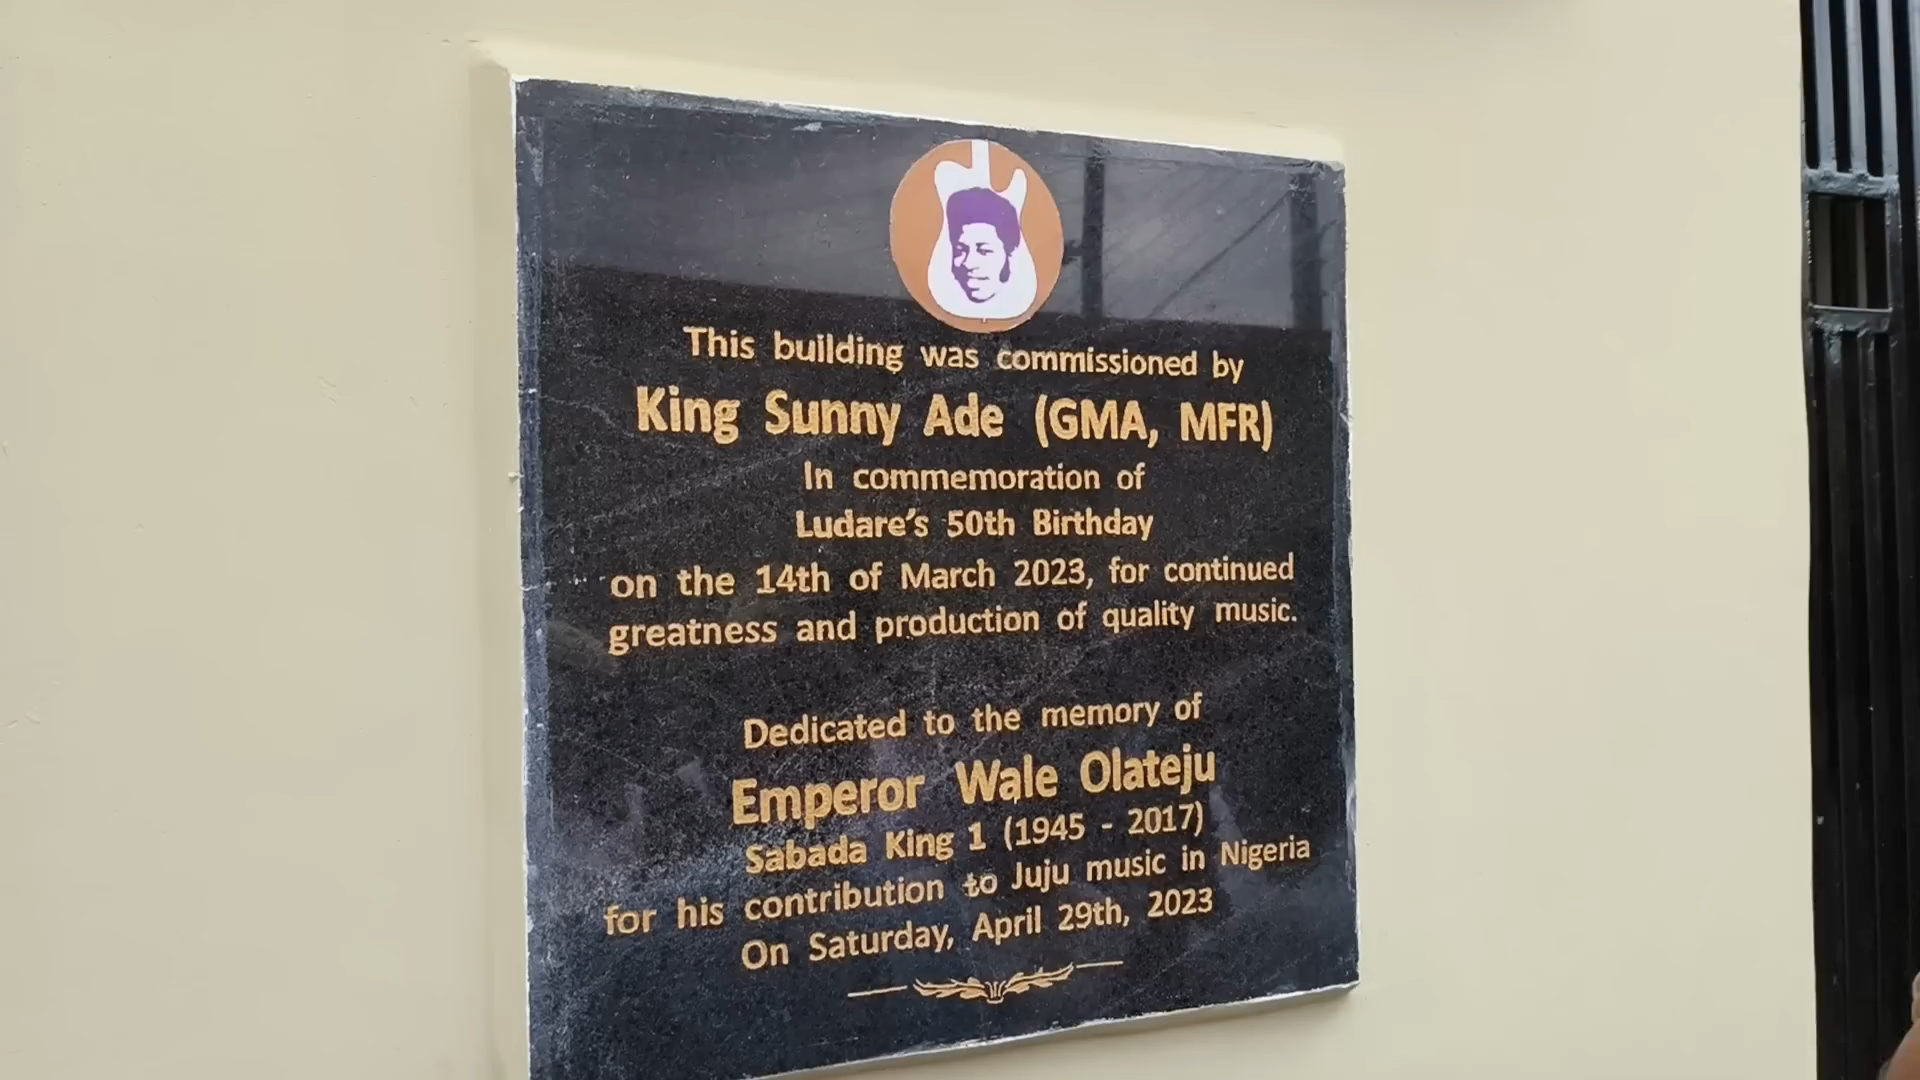 This building was commissioned by
King Sunny Ade (GMA, MFR)
In commemoration of
Ludare's 50th Birthday
on the 14th of March 2023, for continued
greatness and production of quality music.
Dedicated to the memory of
Emperor Wale Olateju
Sabada King 1 (1945 - 2017)
for his contribution to Juju music in Nigeria
On Saturday, April 29th, 2023